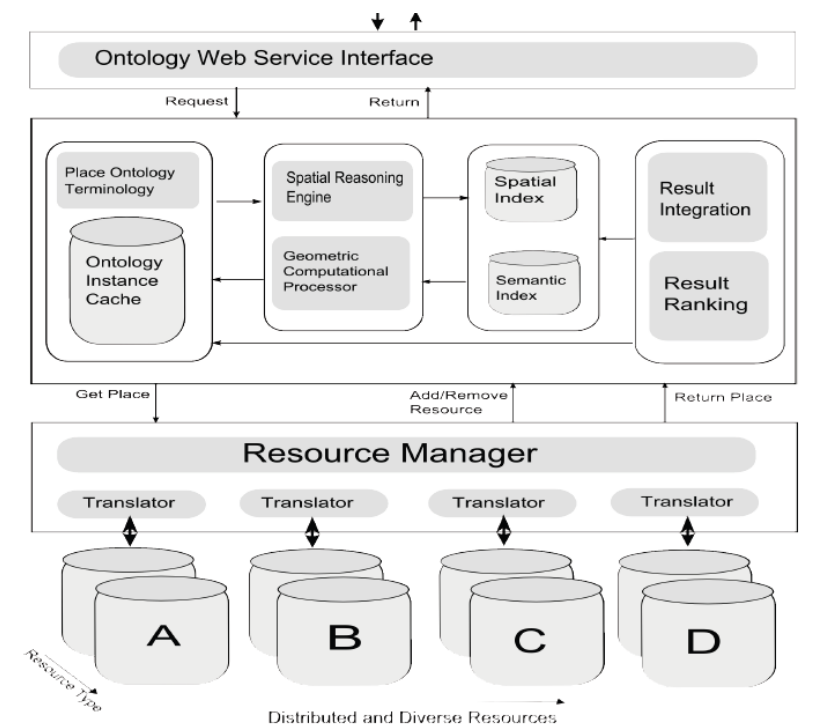 Ontology Web Service Interface
Request
Return
Place Ontology
Terminology
Ontology
Instance
Cache
Spatial Reasoning
Engine
Geometric
Computational
Processor
Spatial
Index
Semantic
Index
Result
Integration
Result
Ranking
Get Place
Add/Remove
Resource
Return Place
Resource Manager
Translator
Translator
Translator
Translator
A
B
C
D
Resource Type
Distributed and Diverse Resources